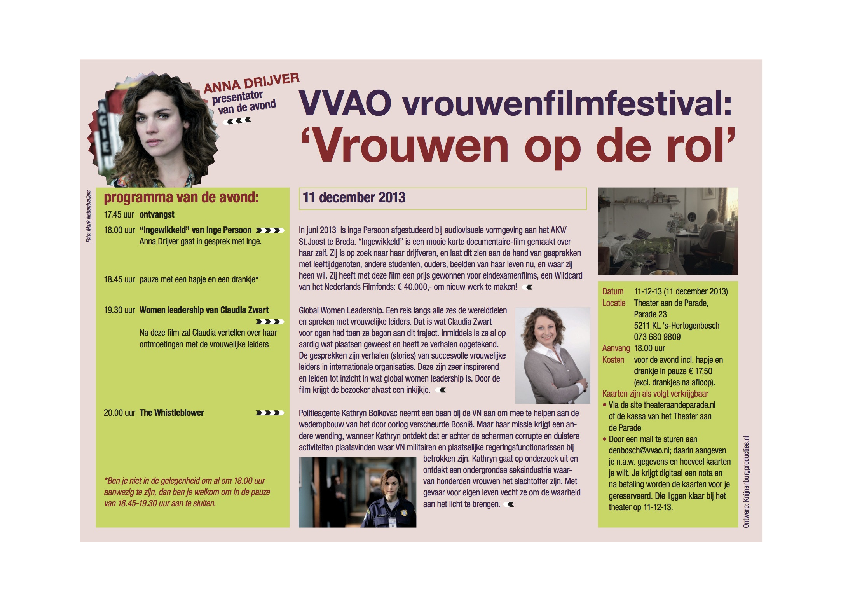 ANNA DRIJVER
presentator
van de avond
VVAO vrouwenfilmfestival:
‘Vrouwen op de rol’
programma van de avond:
17.45 uur ontvangst
18.00 uur “Ingewikkeld” van Inge Persoon
Anna Drijver gaat in gesprek met Inge.
18.45 uur pauze met een hapje en een drankje*
19.30 uur Women leadership van Claudia Zwart
Na deze film zal Claudia vertellen over haar
ontmoetingen met de vrouwelijke leiders
20.00 uur The Whistleblower
*Ben je niet in de gelegenheid om al om 18.00 uur
aanwezig te zijn, dan ben je welkom om in de pauze
van 18.45-19.30 uur aan te sluiten.
11 december 2013
In juni 2013 is Inge Persoon afgestudeerd bij audiovisuele vormgeving aan het AKV/
St.Joost te Breda. “Ingewikkeld” is een mooie korte documentaire-film gemaakt over
haar zelf. Zij is op zoek naar haar drijfveren, en laat dit zien aan de hand van gesprekken
met leeftijdgenoten, andere studenten, ouders, beelden van haar leven nu, en waar zij
heen wil. Zij heeft met deze film een prijs gewonnen voor eindexamenfilms, een Wildcard
van het Nederlands Filmfonds: € 40.000,- om nieuw werk te maken!
Global Women Leadership. Een reis langs alle zes de werelddelen
en spreken met vrouwelijke leiders. Dat is wat Claudia Zwart
voor ogen had toen ze begon aan dit traject. Inmiddels is ze al op
aardig wat plaatsen geweest en heeft ze verhalen opgetekend.
De gesprekken zijn verhalen (stories) van succesvolle vrouwelijke
leiders in internationale organisaties. Deze zijn zeer inspirerend
en leiden tot inzicht in wat global women leadership is. Door de
film krijgt de bezoeker alvast een inkijkje.
Politieagente Kathryn Bolkovac neemt een baan bij de VN aan om mee te helpen aan de
wederopbouw van het door oorlog verscheurde Bosnië. Maar haar missie krijgt een an-
dere wending, wanneer Kathryn ontdekt dat er achter de schermen corrupte en duistere
activiteiten plaatsvinden waar VN militairen en plaatselijke regeringsfunctionarissen bij
betrokken zijn. Kathryn gaat op onderzoek uit en
ontdekt een ondergrondse seksindustrie waar-
van honderden vrouwen het slachtoffer zijn. Met
gevaar voor eigen leven vecht ze om de waarheid
aan het licht te brengen.
Datum 11-12-13 (11 december 2013)
Locatie Theater aan de Parade,
Parade 23
5211 KL 's-Hertogenbosch
073 680 9809
Aanvang 18.00 uur
Kosten voor de avond incl. hapje en
drankje in pauze € 17,50
(excl. drankjes na afloop).
Kaarten zijn als volgt verkrijgbaar
• Via de site theateraandeparade.nl
of de kassa van het Theater aan
de Parade
• Door een mail te sturen aan
denbosch@vvao.nl; daarin aangeven
je n.a.w. gegevens en hoeveel kaarten
je wilt. Je krijgt digitaal een nota en
na betaling worden de kaarten voor je
gereserveerd. Die liggen klaar bij het
theater op 11-12-13.